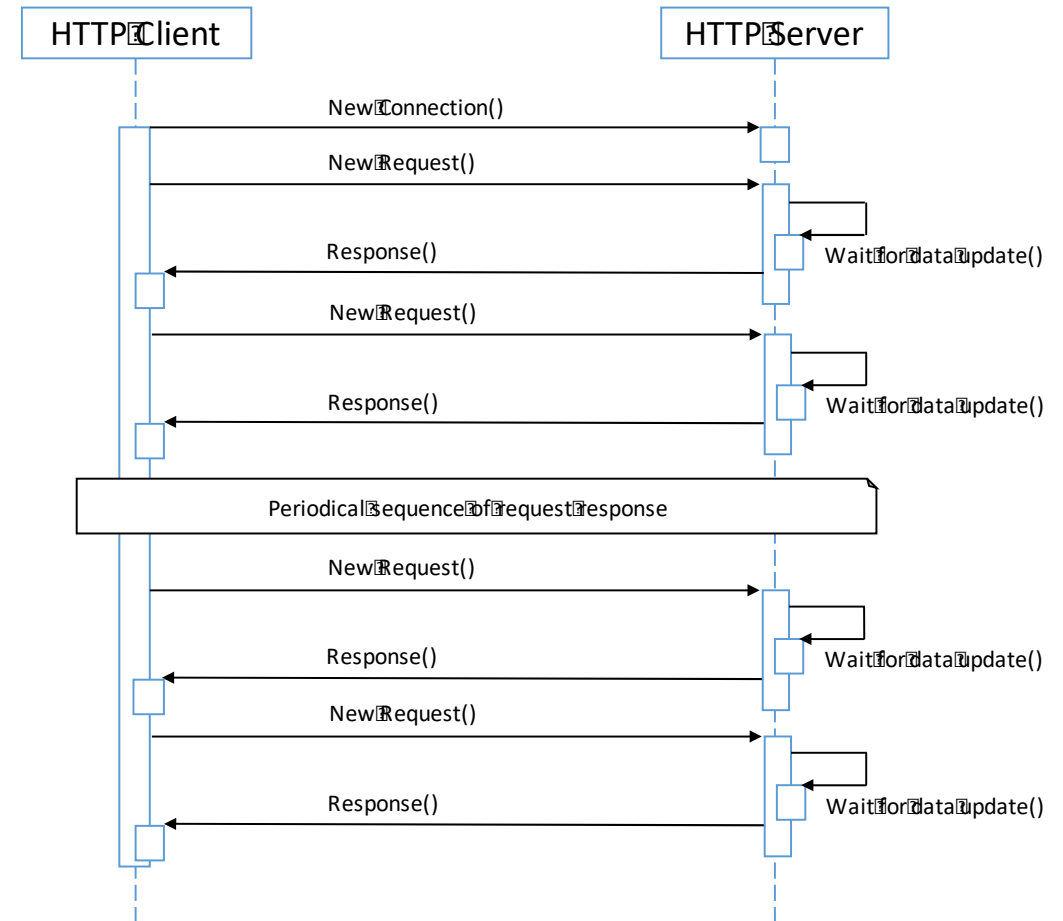 HTTP Client
HTTP Server
New Connection()
New Request()
Wait for data update()
Response()
New Request()
Wait for data update()
Response()
Periodical sequence of request response
New Request()
Wait for data update()
Response()
New Request()
Wait for data update()
Response()